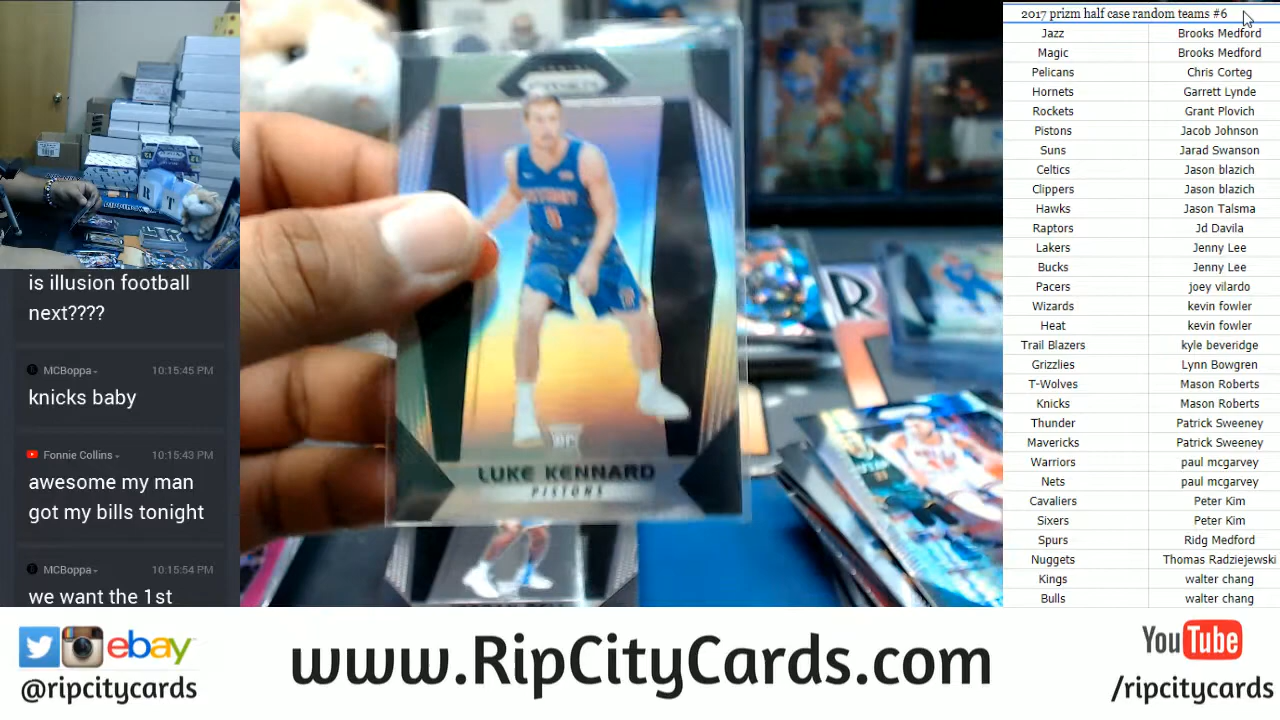 is illusion football
next????
MCBoppa
10:15:45 PM
knicks baby
Fonnie Collins
10:15:43 PM
awesome my man
got my bills tonight
MCBoppa
10:15:54 PM
we want the 1st
PRIZM
DETROIT
LUKE KENNARD
PISTONS
R
R
T
2017 prizm half case random teams #6
Jazz Brooks Medford
Magic Brooks Medford
Pelicans Chris Corteg
Hornets Garrett Lynde
Rockets Grant Plovich
Pistons Jacob Johnson
Suns Jarad Swanson
Celtics Jason blazich
Clippers Jason blazich
Hawks Jason Talsma
Raptors Jd Davila
Lakers Jenny Lee
Bucks Jenny Lee
Pacers joey vilardo
Wizards kevin fowler
Heat kevin fowler
Trail Blazers kyle beveridge
Grizzlies Lynn Bowgren
T-Wolves Mason Roberts
Knicks Mason Roberts
Thunder Patrick Sweeney
Mavericks Patrick Sweeney
Warriors paul mcgarvey
Nets paul mcgarvey
Cavaliers Peter Kim
Sixers Peter Kim
Spurs Ridg Medford
Nuggets Thomas Radziejewski
Kings walter chang
Bulls walter chang
ebay
@ripcitycards
www.RipCityCards.com
YouTube
/ripcitycards